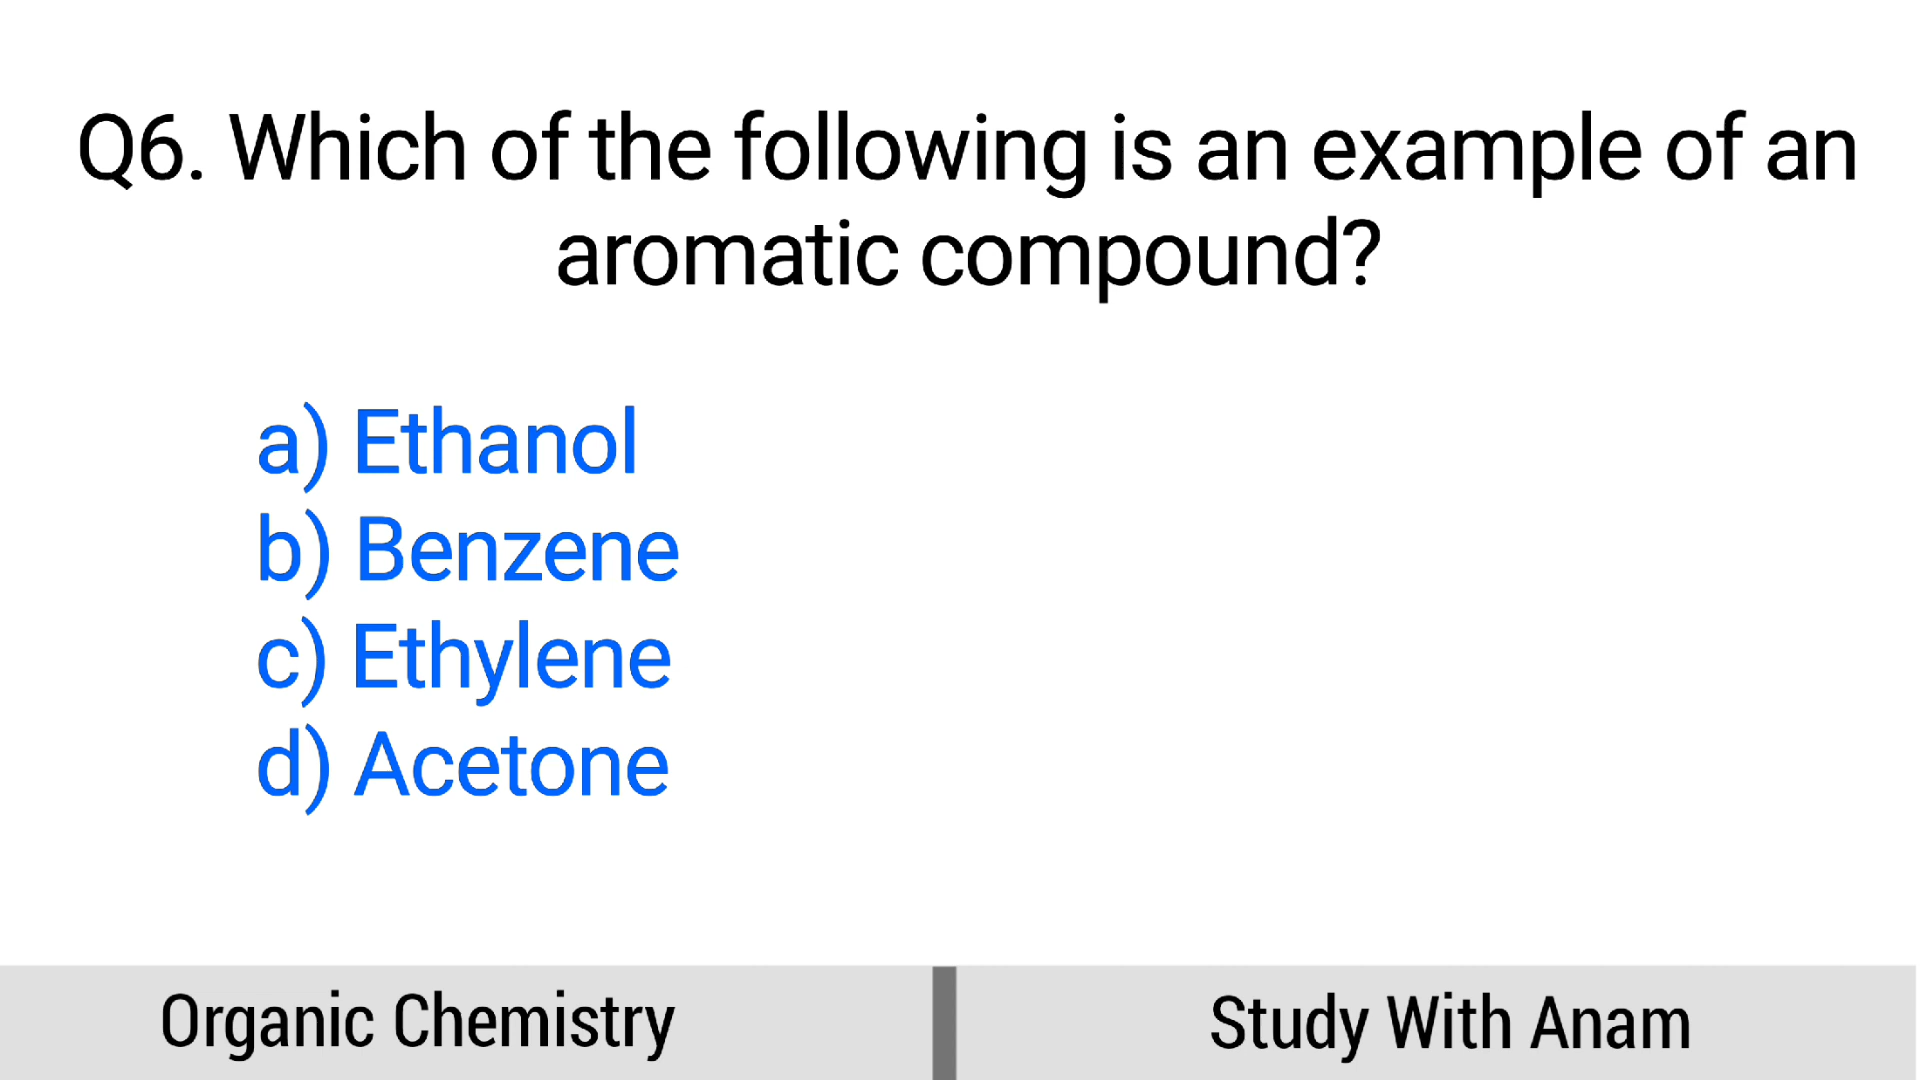 Q6. Which of the following is an example of an
aromatic compound?
a) Ethanol
b) Benzene
c) Ethylene
d) Acetone
Organic Chemistry
Study With Anam